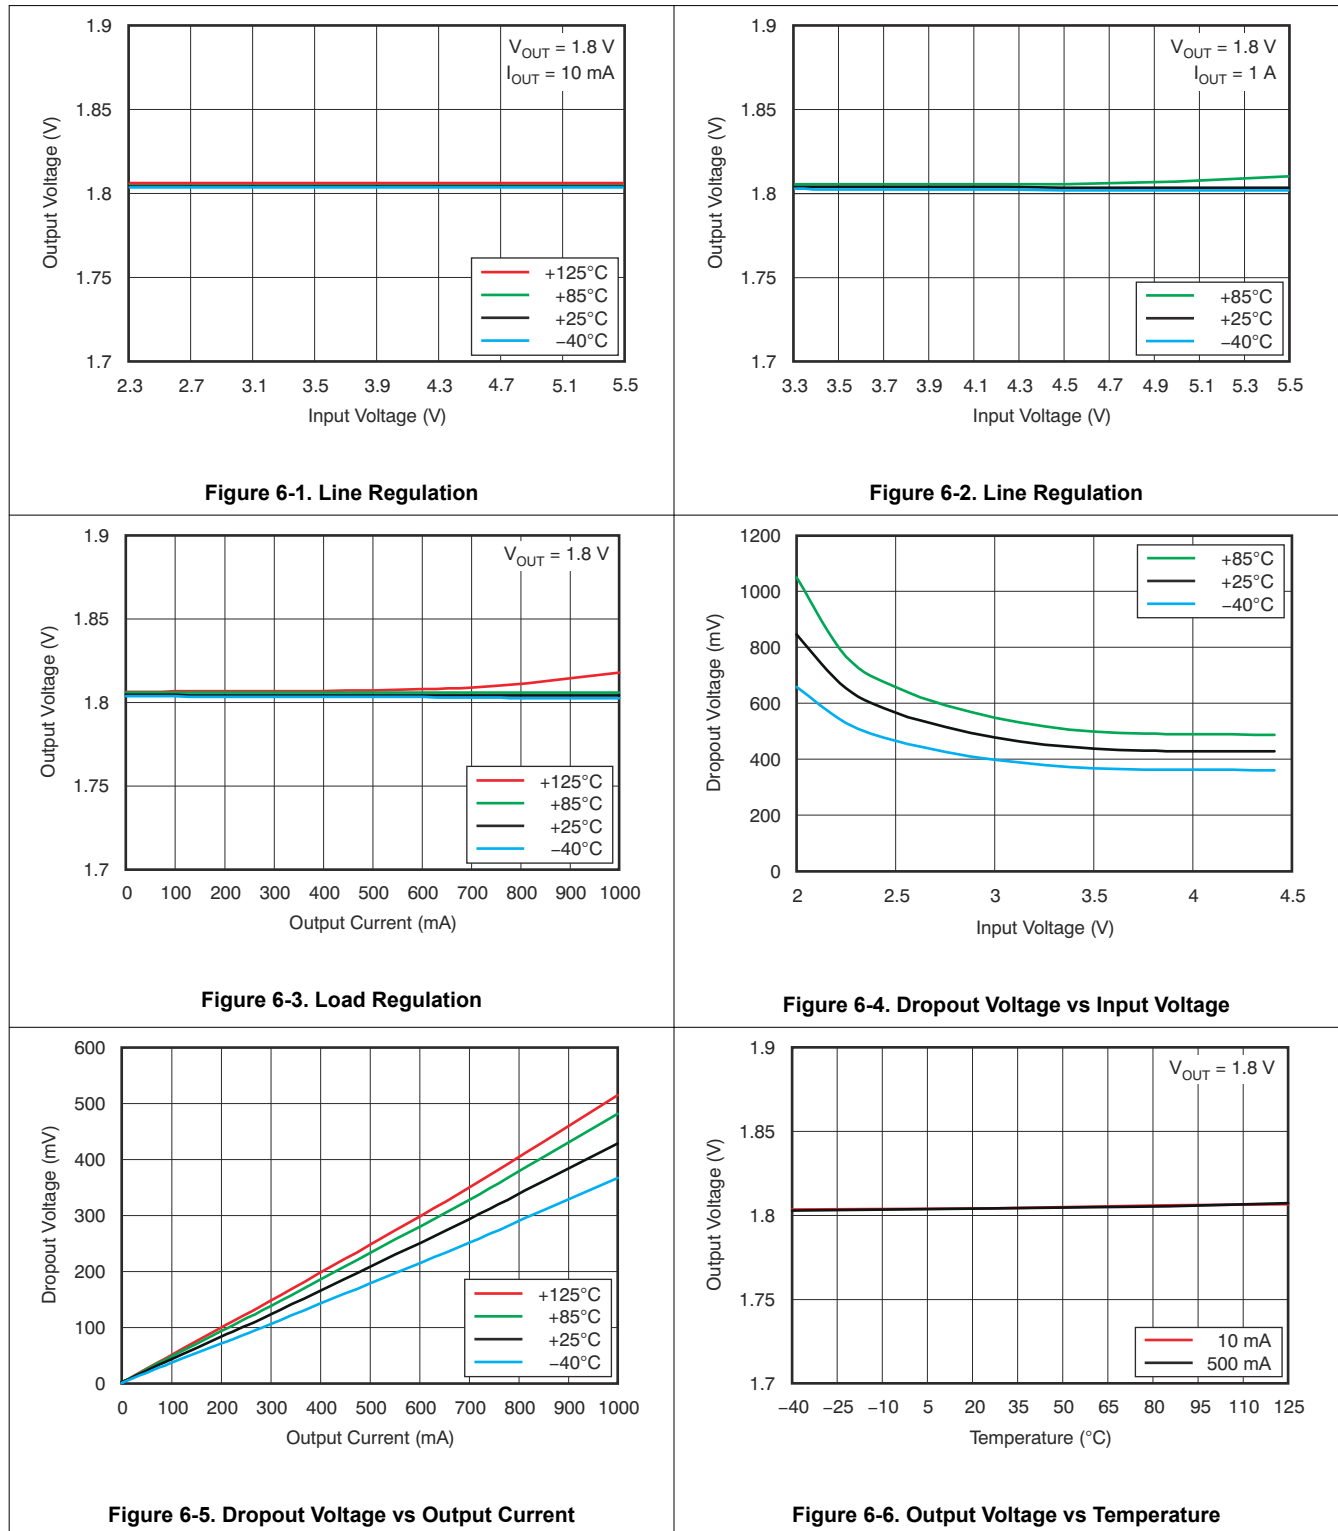 1.9
1.85
1.8
1.75
1.7
Output Voltage (V)
V_OUT = 1.8 V
I_OUT = 10 mA
+125°C
+85°C
+25°C
−40°C
2.3 2.7 3.1 3.5 3.9 4.3 4.7 5.1 5.5
Input Voltage (V)
Figure 6-1. Line Regulation
1.9
1.85
1.8
1.75
1.7
Output Voltage (V)
V_OUT = 1.8 V
I_OUT = 1 A
+85°C
+25°C
−40°C
3.3 3.5 3.7 3.9 4.1 4.3 4.5 4.7 4.9 5.1 5.3 5.5
Input Voltage (V)
Figure 6-2. Line Regulation
1.9
1.85
1.8
1.75
1.7
Output Voltage (V)
V_OUT = 1.8 V
+125°C
+85°C
+25°C
−40°C
0 100 200 300 400 500 600 700 800 900 1000
Output Current (mA)
Figure 6-3. Load Regulation
1200
1000
800
600
400
200
0
Dropout Voltage (mV)
+85°C
+25°C
−40°C
2 2.5 3 3.5 4 4.5
Input Voltage (V)
Figure 6-4. Dropout Voltage vs Input Voltage
600
500
400
300
200
100
0
Dropout Voltage (mV)
+125°C
+85°C
+25°C
−40°C
0 100 200 300 400 500 600 700 800 900 1000
Output Current (mA)
Figure 6-5. Dropout Voltage vs Output Current
1.9
1.85
1.8
1.75
1.7
Output Voltage (V)
V_OUT = 1.8 V
10 mA
500 mA
−40 −25 −10 5 20 35 50 65 80 95 110 125
Temperature (°C)
Figure 6-6. Output Voltage vs Temperature